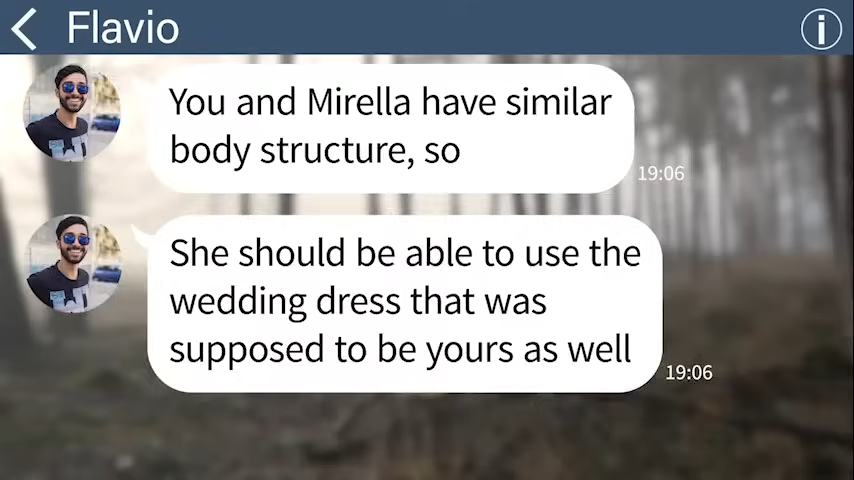 Flavio
You and Mirella have similar
body structure, so
19:06
She should be able to use the
wedding dress that was
supposed to be yours as well
19:06